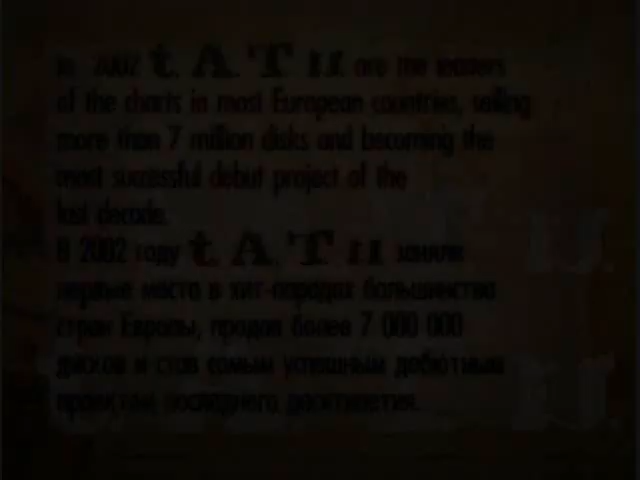 In 2002 t.A.T.u. are the leaders
of the charts in most European countries, selling
more than 7 million disks and becoming the
most successful debut project of the
last decade.
В 2002 году t.A.T.u. заняли
первые места в хит-парадах большинства
стран Европы, продав более 7 000 000
дисков и став самым успешным дебютным
проектом последнего десятилетия.